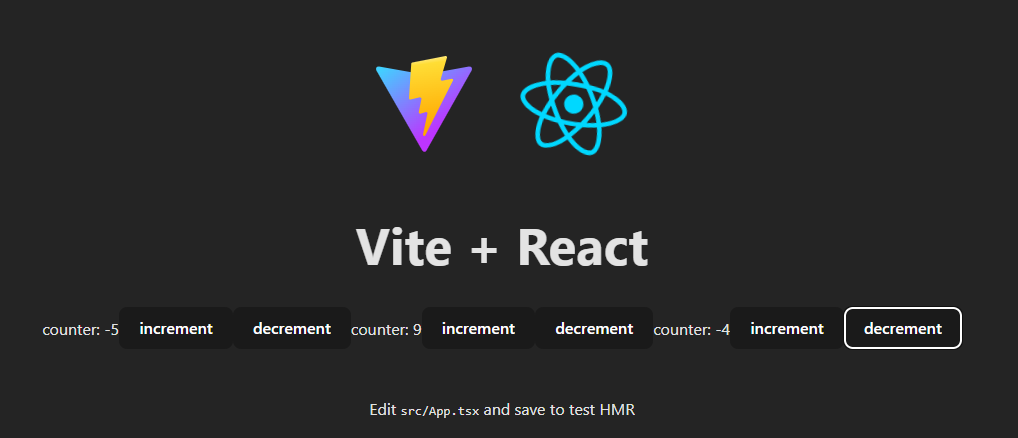 Vite + React
counter: -5 increment decrement counter: 9 increment decrement counter: -4 increment decrement
Edit src/App.tsx and save to test HMR